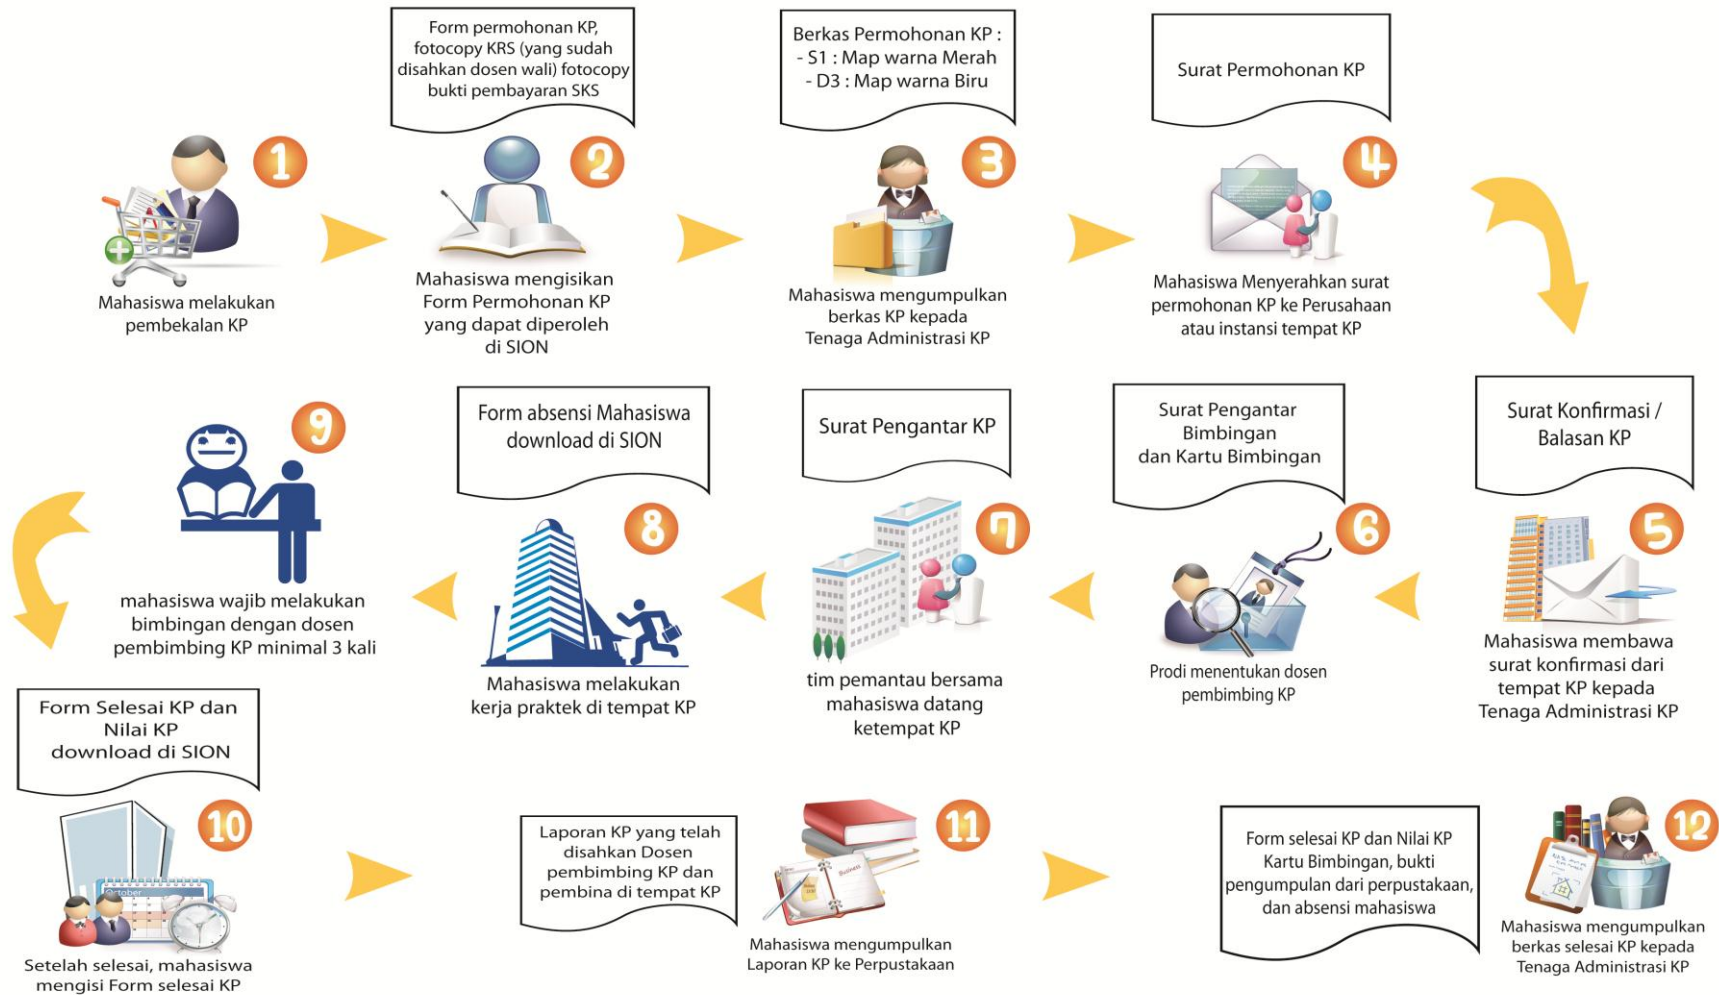 Form permohonan KP,
fotocopy KRS (yang sudah
disahkan dosen wali) fotocopy
bukti pembayaran SKS
1
2
Mahasiswa melakukan
pembekalan KP
Mahasiswa mengisikan
Form Permohonan KP
yang dapat diperoleh
di SION
Berkas Permohonan KP :
- S1 : Map warna Merah
- D3 : Map warna Biru
3
Mahasiswa mengumpulkan
berkas KP kepada
Tenaga Administrasi KP
Surat Permohonan KP
4
Mahasiswa Menyerahkan surat
permohonan KP ke Perusahaan
atau instansi tempat KP
Surat Konfirmasi /
Balasan KP
5
Mahasiswa membawa
surat konfirmasi dari
tempat KP kepada
Tenaga Administrasi KP
Surat Pengantar
Bimbingan
dan Kartu Bimbingan
6
Prodi menentukan dosen
pembimbing KP
Surat Pengantar KP
7
tim pemantau bersama
mahasiswa datang
ketempat KP
Form absensi Mahasiswa
download di SION
8
Mahasiswa melakukan
kerja praktek di tempat KP
9
mahasiswa wajib melakukan
bimbingan dengan dosen
pembimbing KP minimal 3 kali
Form Selesai KP dan
Nilai KP
download di SION
10
October
Setelah selesai, mahasiswa
mengisi Form selesai KP
Laporan KP yang telah
disahkan Dosen
pembimbing KP dan
pembina di tempat KP
11
Business
Mahasiswa mengumpulkan
Laporan KP ke Perpustakaan
Form selesai KP dan Nilai KP
Kartu Bimbingan, bukti
pengumpulan dari perpustakaan,
dan absensi mahasiswa
12
Mahasiswa mengumpulkan
berkas selesai KP kepada
Tenaga Administrasi KP